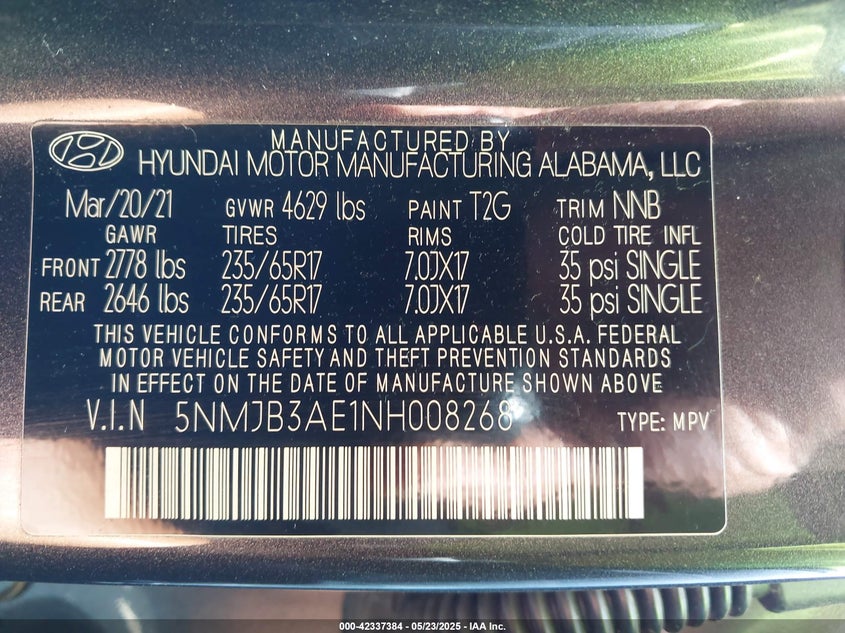 MANUFACTURED BY
HYUNDAI MOTOR MANUFACTURING ALABAMA, LLC
Mar/20/21 GVWR 4629 lbs PAINT T2G TRIM NNB
GAWR TIRES RIMS COLD TIRE INFL
FRONT 2778 lbs 235/65R17 7.0JX17 35 psi SINGLE
REAR 2646 lbs 235/65R17 7.0JX17 35 psi SINGLE
THIS VEHICLE CONFORMS TO ALL APPLICABLE U.S.A. FEDERAL
MOTOR VEHICLE SAFETY AND THEFT PREVENTION STANDARDS
IN EFFECT ON THE DATE OF MANUFACTURE SHOWN ABOVE
V.I.N 5NMJB3AE1NH008268 TYPE: MPV
000-42337384 - 05/23/2025 - IAA Inc.